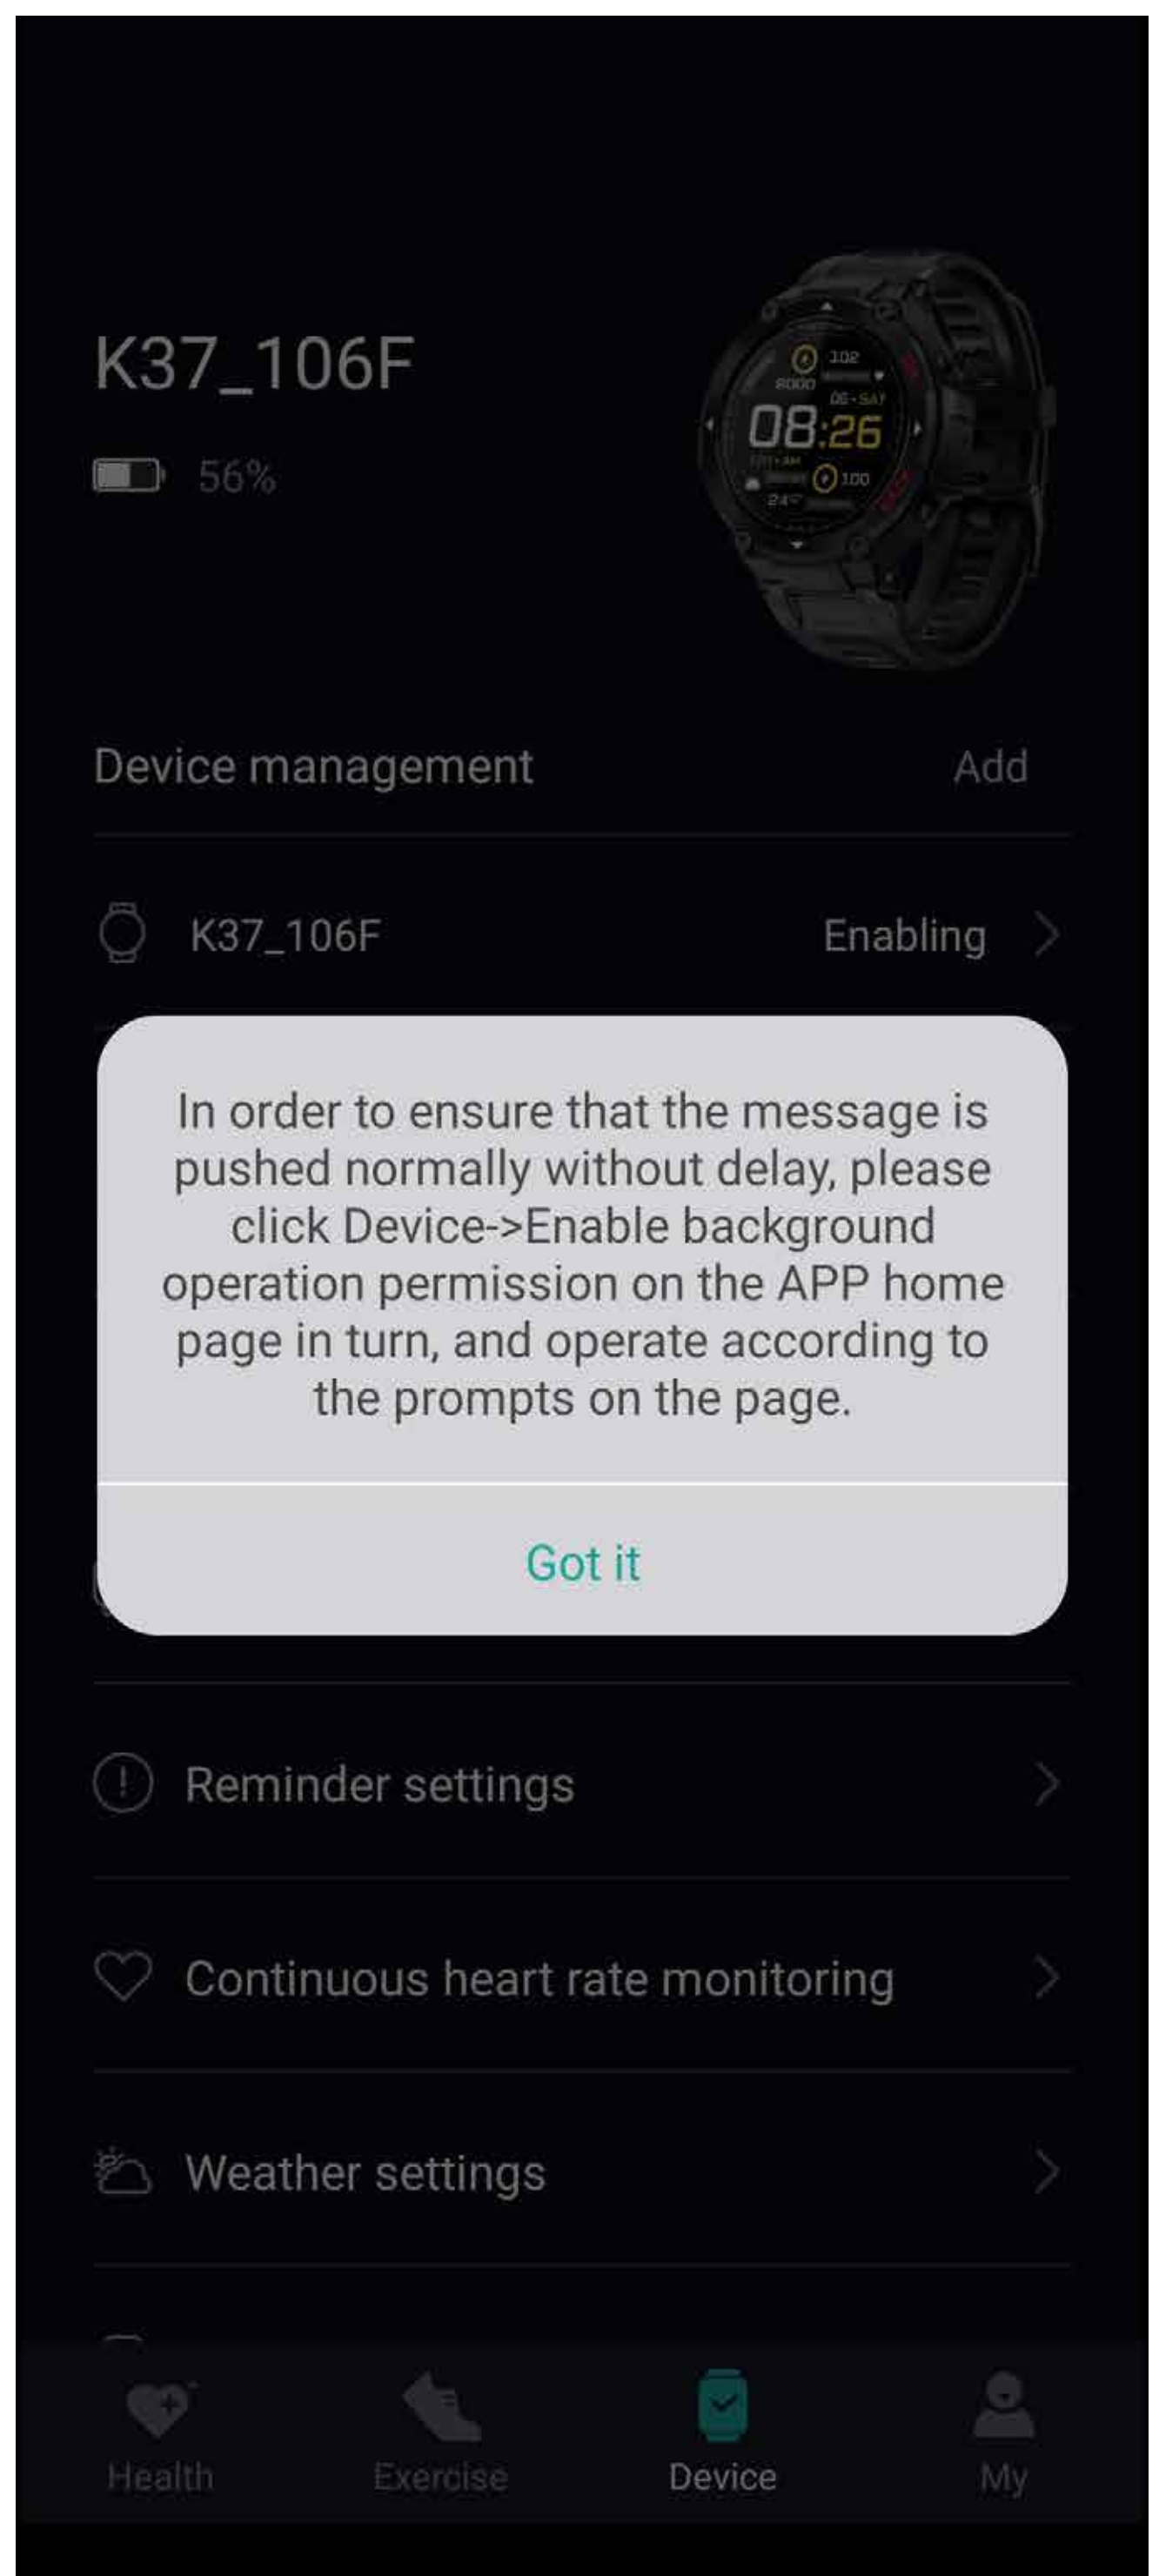 K37_106F
56%
102
8000
06-SAT
08:26
100
24
Device management
Add
K37_106F
Enabling
In order to ensure that the message is
pushed normally without delay, please
click Device->Enable background
operation permission on the APP home
page in turn, and operate according to
the prompts on the page.
Got it
Reminder settings
Continuous heart rate monitoring
Weather settings
Health
Exercise
Device
My